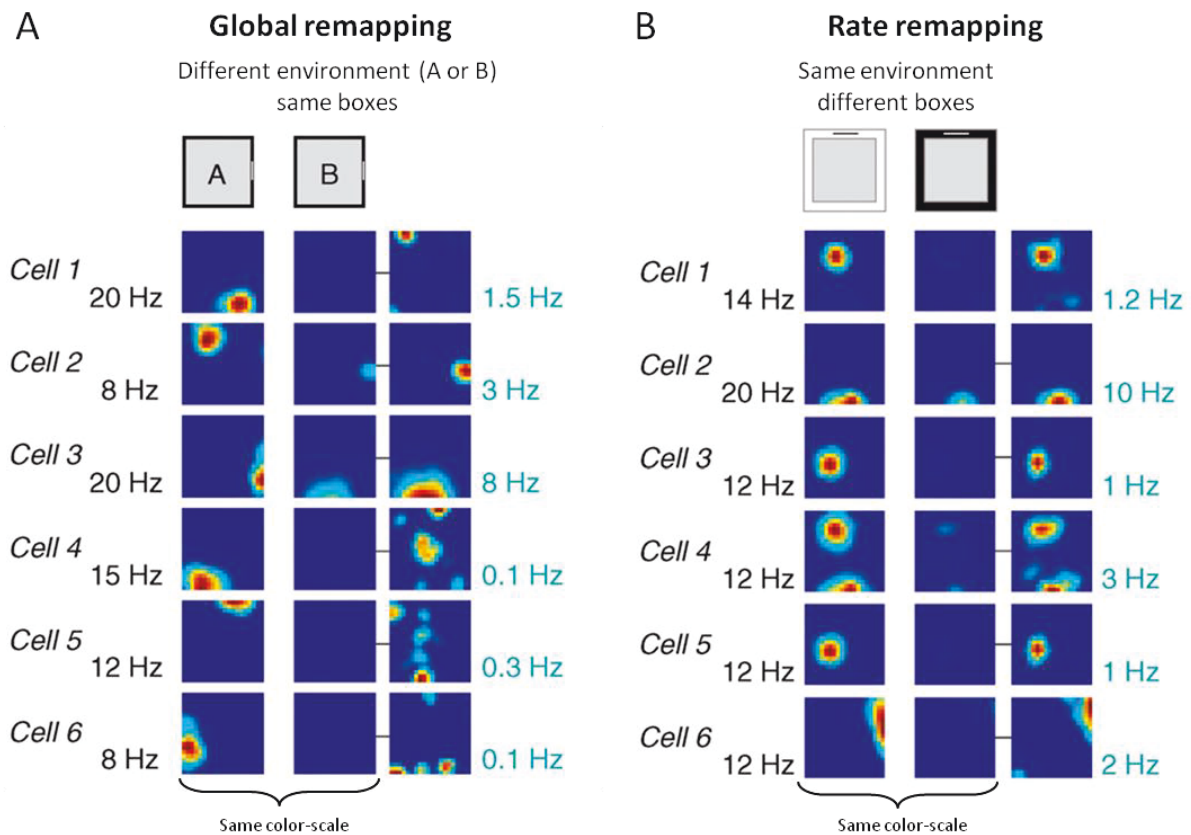 A
Global remapping
Different environment (A or B)
same boxes
A B
Cell 1
20 Hz
1.5 Hz
Cell 2
8 Hz
3 Hz
Cell 3
20 Hz
8 Hz
Cell 4
15 Hz
0.1 Hz
Cell 5
12 Hz
0.3 Hz
Cell 6
8 Hz
0.1 Hz
Same color-scale
B
Rate remapping
Same environment
different boxes
Cell 1
14 Hz
1.2 Hz
Cell 2
20 Hz
10 Hz
Cell 3
12 Hz
1 Hz
Cell 4
12 Hz
3 Hz
Cell 5
12 Hz
1 Hz
Cell 6
12 Hz
2 Hz
Same color-scale